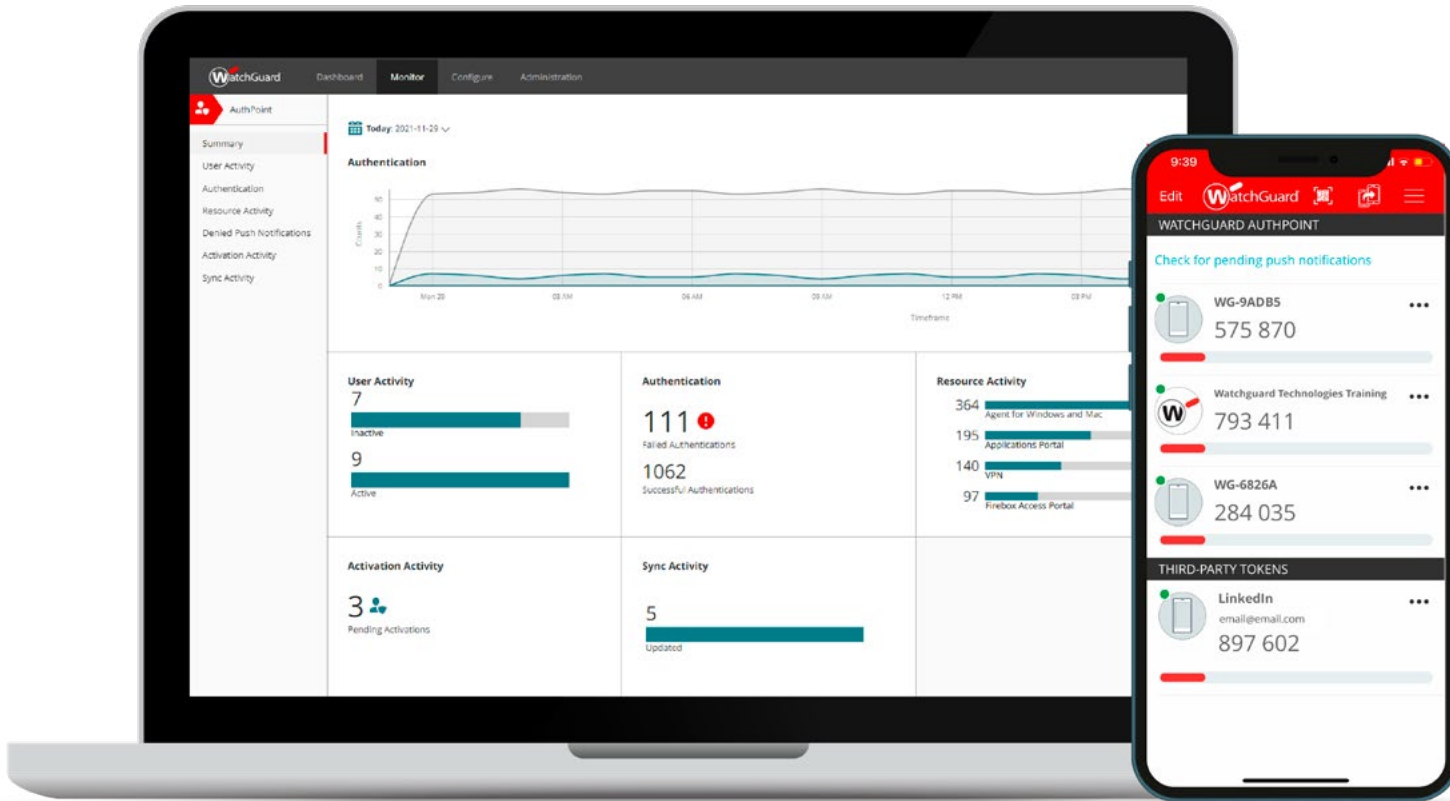 WatchGuard
Dashboard
Monitor
Configure
Administration
AuthPoint
Summary
User Activity
Authentication
Resource Activity
Denied Push Notifications
Activation Activity
Sync Activity
Today: 2021-11-29
Authentication
50
40
30
20
10
0
Counts
Mon 29
03 AM
06 AM
09 AM
12 PM
03 PM
Timeframe
User Activity
7
Inactive
9
Active
Authentication
111
Failed Authentications
1062
Successful Authentications
Resource Activity
364
Agent for Windows and Mac
195
Applications Portal
140
VPN
97
Firebox Access Portal
Activation Activity
3
Pending Activations
Sync Activity
5
Updated
9:39
Edit
WatchGuard
WATCHGUARD AUTHPOINT
Check for pending push notifications
WG-9ADB5
575 870
W
Watchguard Technologies Training
793 411
WG-6826A
284 035
THIRD-PARTY TOKENS
LinkedIn
email@email.com
897 602